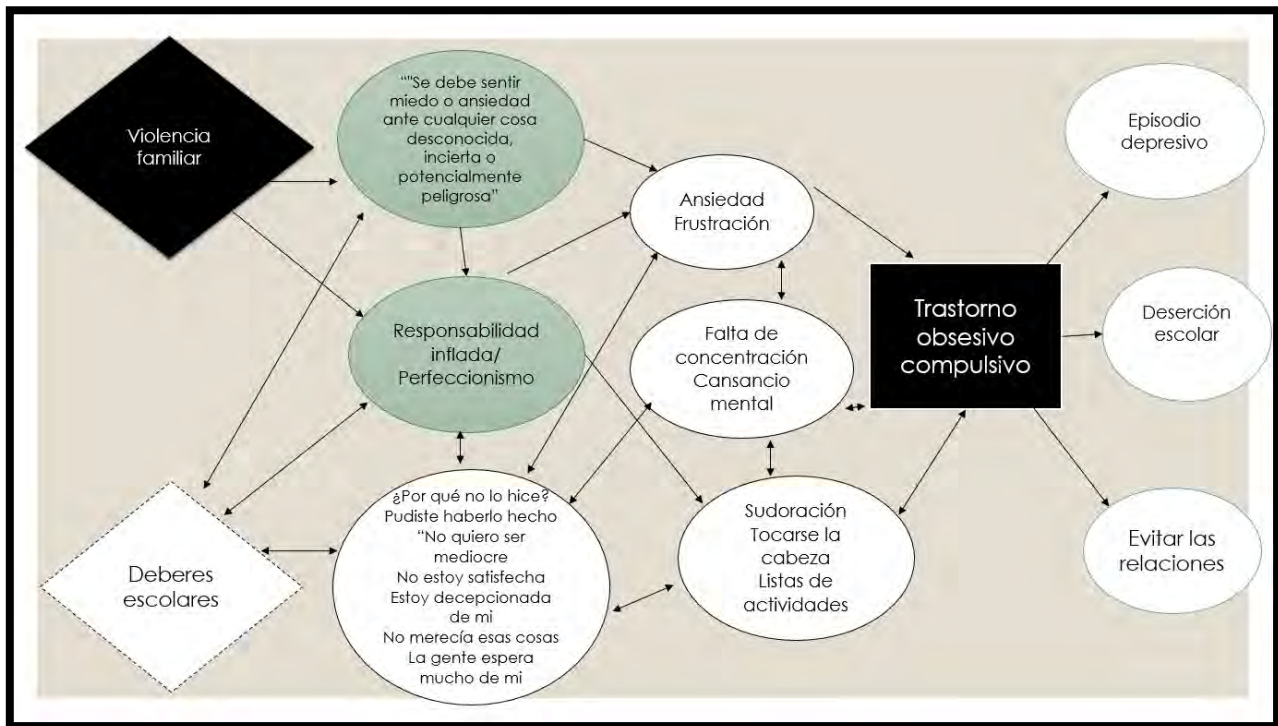 Violencia
familiar
“"Se debe sentir
miedo o ansiedad
ante cualquier cosa
desconocida,
incierta o
potencialmente
peligrosa”
Ansiedad
Frustración
Episodio
depresivo
Responsabilidad
inflada/
Perfeccionismo
Falta de
concentración
Cansancio
mental
Trastorno
obsesivo
compulsivo
Deserción
escolar
Deberes
escolares
¿Por qué no lo hice?
Pudiste haberlo hecho
“No quiero ser
mediocre
No estoy satisfecha
Estoy decepcionada
de mi
No merecía esas cosas
La gente espera
mucho de mi
Sudoración
Tocarse la
cabeza
Listas de
actividades
Evitar las
relaciones